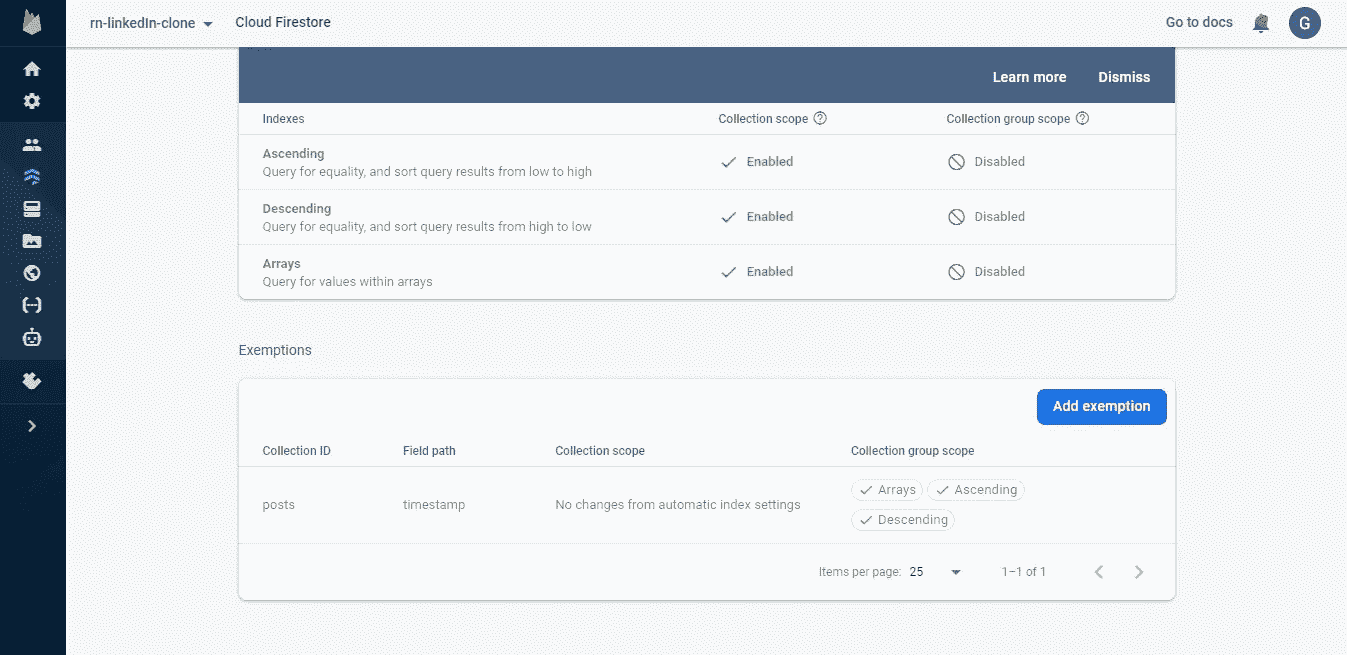 rn-linkedIn-clone Cloud Firestore Go to docs G
Learn more Dismiss
Indexes Collection scope Collection group scope
Ascending
Query for equality, and sort query results from low to high Enabled Disabled
Descending
Query for equality, and sort query results from high to low Enabled Disabled
Arrays
Query for values within arrays Enabled Disabled
Exemptions
Add exemption
Collection ID Field path Collection scope Collection group scope
posts timestamp No changes from automatic index settings Arrays Ascending
Descending
Items per page: 25 1–1 of 1